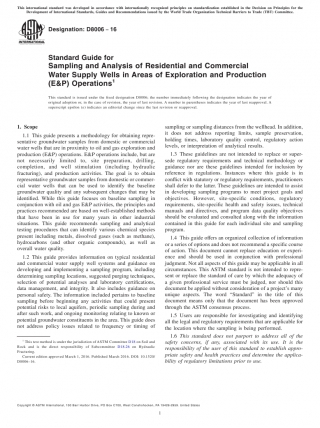 This international standard was developed in accordance with internationally recognized principles on standardization established in the Decision on Principles for the
Development of International Standards, Guides and Recommendations issued by the World Trade Organization Technical Barriers to Trade (TBT) Committee.
Designation: D8006 − 16
INTERNATIONAL
Standard Guide for
Sampling and Analysis of Residential and Commercial
Water Supply Wells in Areas of Exploration and Production
(E&P) Operations1
This standard is issued under the fixed designation D8006; the number immediately following the designation indicates the year of
original adoption or, in the case of revision, the year of last revision. A number in parentheses indicates the year of last reapproval. A
superscript epsilon (ε) indicates an editorial change since the last revision or reapproval.
1. Scope
1.1 This guide presents a methodology for obtaining repre-
sentative groundwater samples from domestic or commercial
water wells that are in proximity to oil and gas exploration and
production (E&P) operations. E&P operations include, but are
not necessarily limited to, site preparation, drilling,
completion, and well stimulation (including hydraulic
fracturing), and production activities. The goal is to obtain
representative groundwater samples from domestic or commer-
cial water wells that can be used to identify the baseline
groundwater quality and any subsequent changes that may be
identified. While this guide focuses on baseline sampling in
conjunction with oil and gas E&P activities, the principles and
practices recommended are based on well-established methods
that have been in use for many years in other industrial
situations. This guide recommends sampling and analytical
testing procedures that can identify various chemical species
present including metals, dissolved gases (such as methane),
hydrocarbons (and other organic compounds), as well as
overall water quality.
1.2 This guide provides information on typical residential
and commercial water supply well systems and guidance on
developing and implementing a sampling program, including
determining sampling locations, suggested purging techniques,
selection of potential analyses and laboratory certifications,
data management, and integrity. It also includes guidance on
personal safety. The information included pertains to baseline
sampling before beginning any activities that could present
potential risks to local aquifers, periodic sampling during and
after such work, and ongoing monitoring relating to known or
potential groundwater constituents in the area. This guide does
not address policy issues related to frequency or timing of
1 This test method is under the jurisdiction of ASTM Committee D18 on Soil and
Rock and is the direct responsibility of Subcommittee D18.26 on Hydraulic
Fracturing.
Current edition approved March 1, 2016. Published March 2016. DOI: 10.1520/
D8006–16.
sampling or sampling distances from the wellhead. In addition,
it does not address reporting limits, sample preservation,
holding times, laboratory quality control, regulatory action
levels, or interpretation of analytical results.
1.3 These guidelines are not intended to replace or super-
sede regulatory requirements and technical methodology or
guidance nor are these guidelines intended for inclusion by
reference in regulations. Instances where this guide is in
conflict with statutory or regulatory requirements, practitioners
shall defer to the latter. These guidelines are intended to assist
in developing sampling programs to meet project goals and
objectives. However, site-specific conditions, regulatory
requirements, site-specific health and safety issues, technical
manuals and directives, and program data quality objectives
should be evaluated and consulted along with the information
contained in this guide for each individual site and sampling
program.
1.4 This guide offers an organized collection of information
or a series of options and does not recommend a specific course
of action. This document cannot replace education or experi-
ence and should be used in conjunction with professional
judgment. Not all aspects of this guide may be applicable in all
circumstances. This ASTM standard is not intended to repre-
sent or replace the standard of care by which the adequacy of
a given professional service must be judged, nor should this
document be applied without consideration of a project's many
unique aspects. The word “Standard” in the title of this
document means only that the document has been approved
through the ASTM consensus process.
1.5 Users are responsible for investigating and identifying
all the legal and regulatory requirements that are applicable for
the location where the sampling is being performed.
1.6 This standard does not purport to address all of the
safety concerns, if any, associated with its use. It is the
responsibility of the user of this standard to establish appro-
priate safety and health practices and determine the applica-
bility of regulatory limitations prior to use.
Copyright © ASTM International, 100 Barr Harbor Drive, PO Box C700, West Conshohocken, PA 19428-2959. United States
1